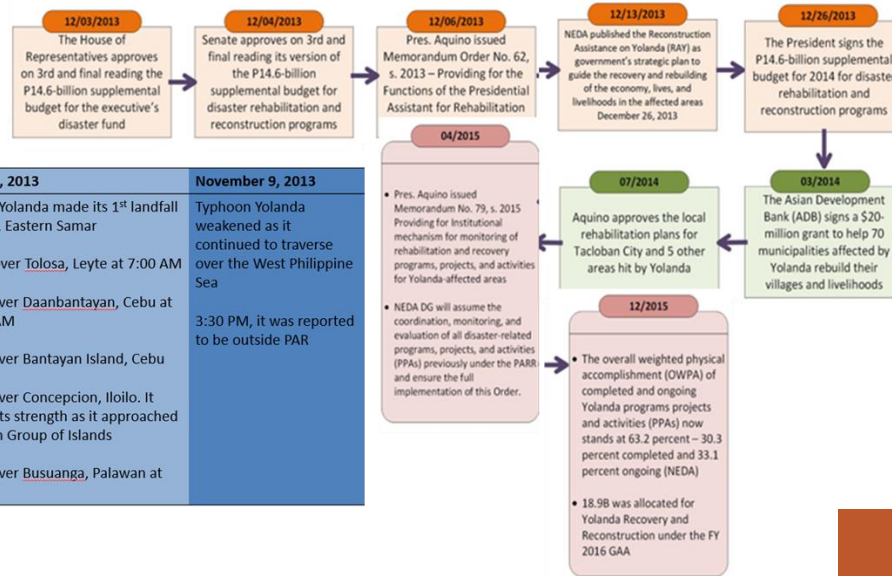 12/03/2013
The House of
Representatives approves
on 3rd and final reading the
P14.6-billion supplemental
budget for the executive's
disaster fund
12/04/2013
Senate approves on 3rd and
final reading its version of
the P14.6-billion
supplemental budget for
disaster rehabilitation and
reconstruction programs
12/06/2013
Pres. Aquino issued
Memorandum Order No. 62,
s. 2013 – Providing for the
Functions of the Presidential
Assistant for Rehabilitation
12/13/2013
NEDA published the Reconstruction
Assistance on Yolanda (RAY) as
government's strategic plan to
guide the recovery and rebuilding
of the economy, lives, and
livelihoods in the affected areas
December 26, 2013
12/26/2013
The President signs the
P14.6-billion supplemental
budget for 2014 for disaster
rehabilitation and
reconstruction programs
03/2014
The Asian Development
Bank (ADB) signs a $20-
million grant to help 70
municipalities affected by
Yolanda rebuild their
villages and livelihoods
07/2014
Aquino approves the local
rehabilitation plans for
Tacloban City and 5 other
areas hit by Yolanda
04/2015
• Pres. Aquino issued
Memorandum No. 79, s. 2015
Providing for Institutional
mechanism for monitoring of
rehabilitation and recovery
programs, projects, and activities
for Yolanda-affected areas
• NEDA DG will assume the
coordination, monitoring, and
evaluation of all disaster-related
programs, projects, and activities
(PPAs) previously under the PARR
and ensure the full
implementation of this Order.
12/2015
• The overall weighted physical
accomplishment (OWPA) of
completed and ongoing
Yolanda programs projects
and activities (PPAs) now
stands at 63.2 percent – 30.3
percent completed and 33.1
percent ongoing (NEDA)
• 18.9B was allocated for
Yolanda Recovery and
Reconstruction under the FY
2016 GAA
, 2013
Yolanda made its 1st landfall
, Eastern Samar
ver Tolosa, Leyte at 7:00 AM
ver Daanbantayan, Cebu at
AM
ver Bantayan Island, Cebu
ver Concepcion, Iloilo. It
ts strength as it approached
n Group of Islands
ver Busuanga, Palawan at
November 9, 2013
Typhoon Yolanda
weakened as it
continued to traverse
over the West Philippine
Sea
3:30 PM, it was reported
to be outside PAR